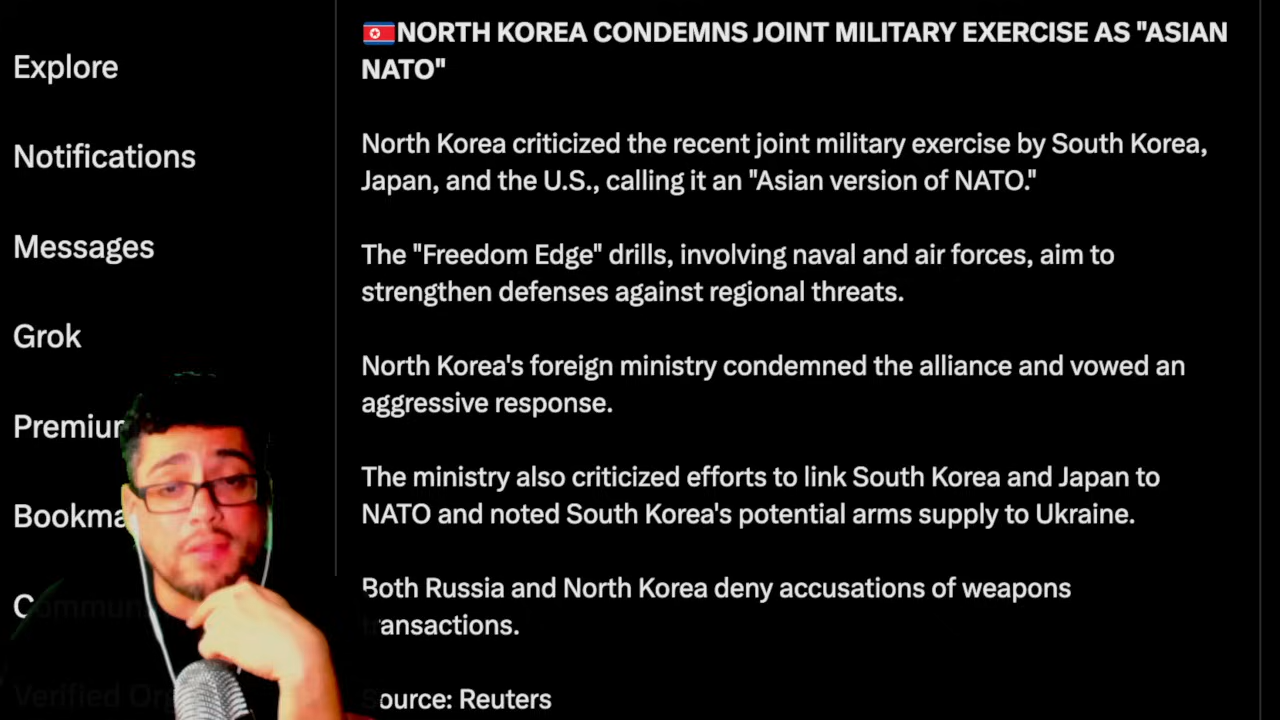 Explore
Notifications
Messages
Grok
Premium
NORTH KOREA CONDEMNS JOINT MILITARY EXERCISE AS "ASIAN
NATO"
North Korea criticized the recent joint military exercise by South Korea,
Japan, and the U.S., calling it an "Asian version of NATO."
The "Freedom Edge" drills, involving naval and air forces, aim to
strengthen defenses against regional threats.
North Korea's foreign ministry condemned the alliance and vowed an
aggressive response.
The ministry also criticized efforts to link South Korea and Japan to
NATO and noted South Korea's potential arms supply to Ukraine.
Both Russia and North Korea deny accusations of weapons
transactions.
Source: Reuters